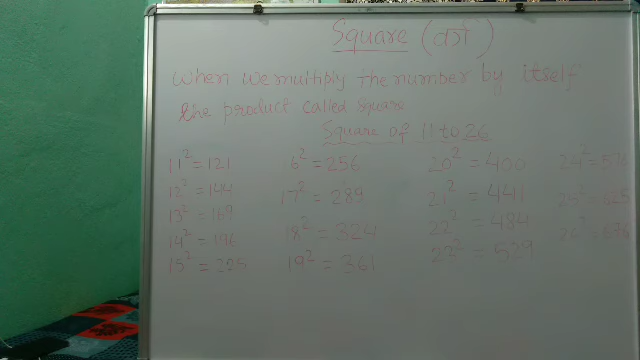 Square (वर्ग)
when we multiply the number by itself
the product called square
Square of 11 to 26
11² = 121 16² = 256 20² = 400 24² = 576
12² = 144 17² = 289 21² = 441 25² = 625
13² = 169 18² = 324 22² = 484 26² = 676
14² = 196 19² = 361 23² = 529
15² = 225